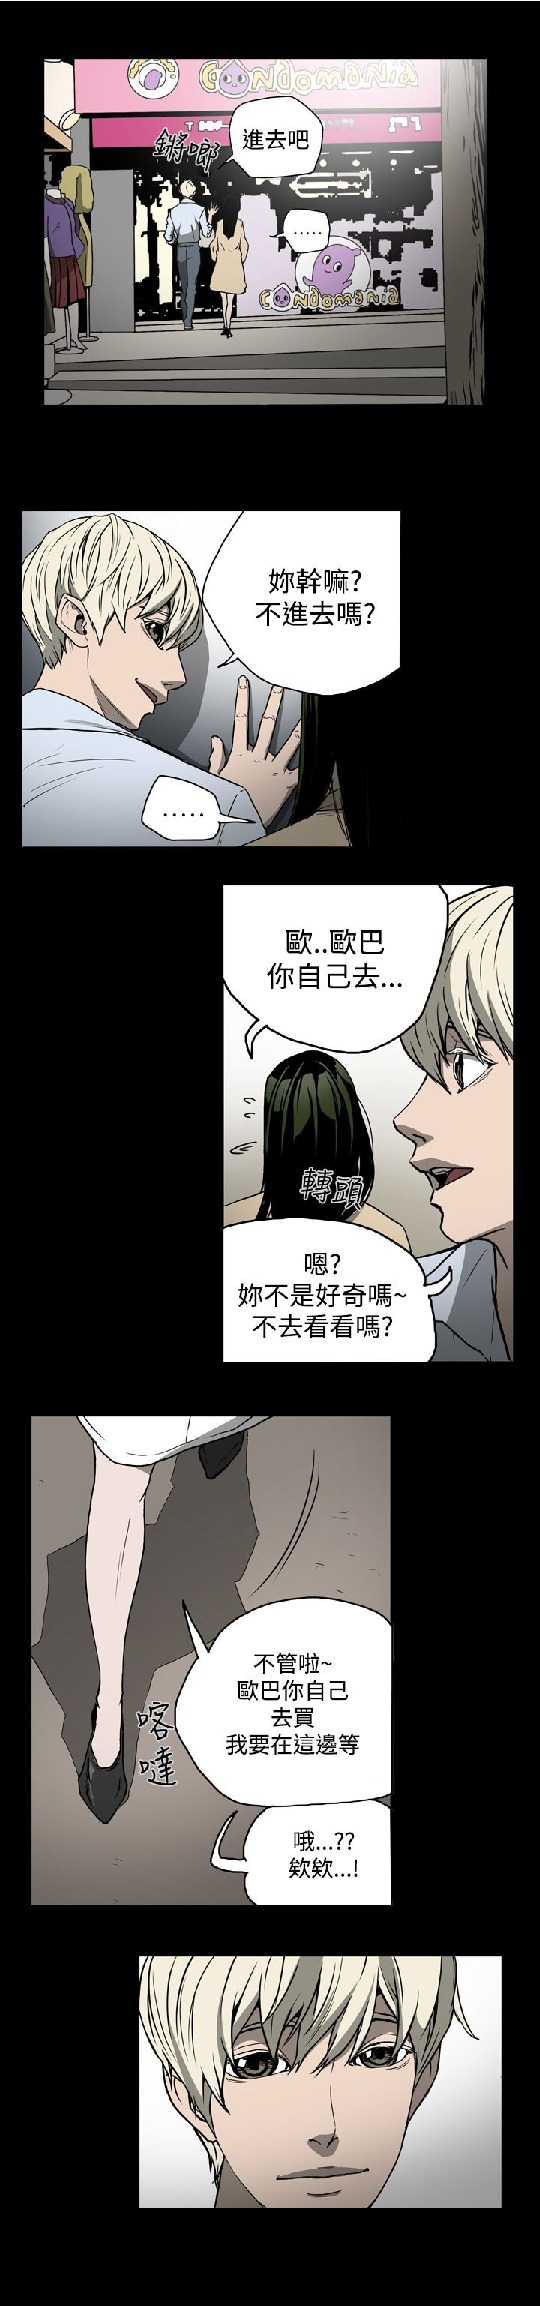 Condomania
鏘啷
進去吧
.....
Condomania
妳幹嘛?
不進去嗎?
.....
歐..歐巴
你自己去...
轉頭
嗯?
妳不是好奇嗎~
不去看看嗎?
不管啦~
歐巴你自己
去買
我要在這邊等
喀
噠
哦...??
欸欸...!